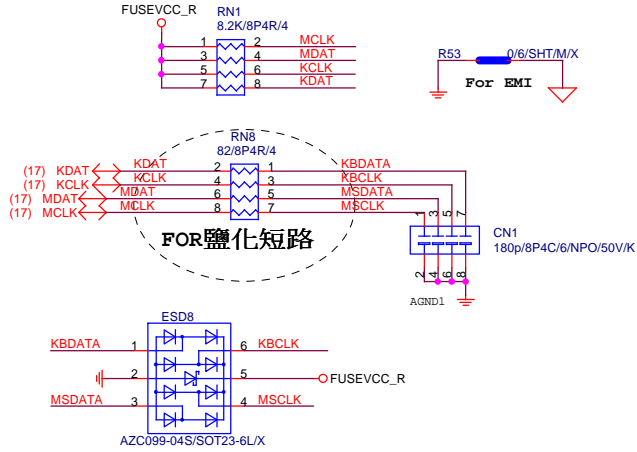 FUSEVCC_R
RN1
8.2K/8P4R/4
1 2 MCLK
3 4 MDAT
5 6 KCLK
7 8 KDAT
R53 0/6/SHT/M/X
For EMI
RN8
82/8P4R/4
(17) KDAT KDAT 2 1 KBDATA
(17) KCLK KCLK 4 3 KBCLK
(17) MDAT MDAT 6 5 MSDATA
(17) MCLK MCLK 8 7 MSCLK
FOR鹽化短路
1 3 5 7
CN1
180p/8P4C/6/NPO/50V/K
2 4 6 8
AGND1
ESD8
KBDATA 1 6 KBCLK
2 5 FUSEVCC_R
MSDATA 3 4 MSCLK
AZC099-04S/SOT23-6L/X